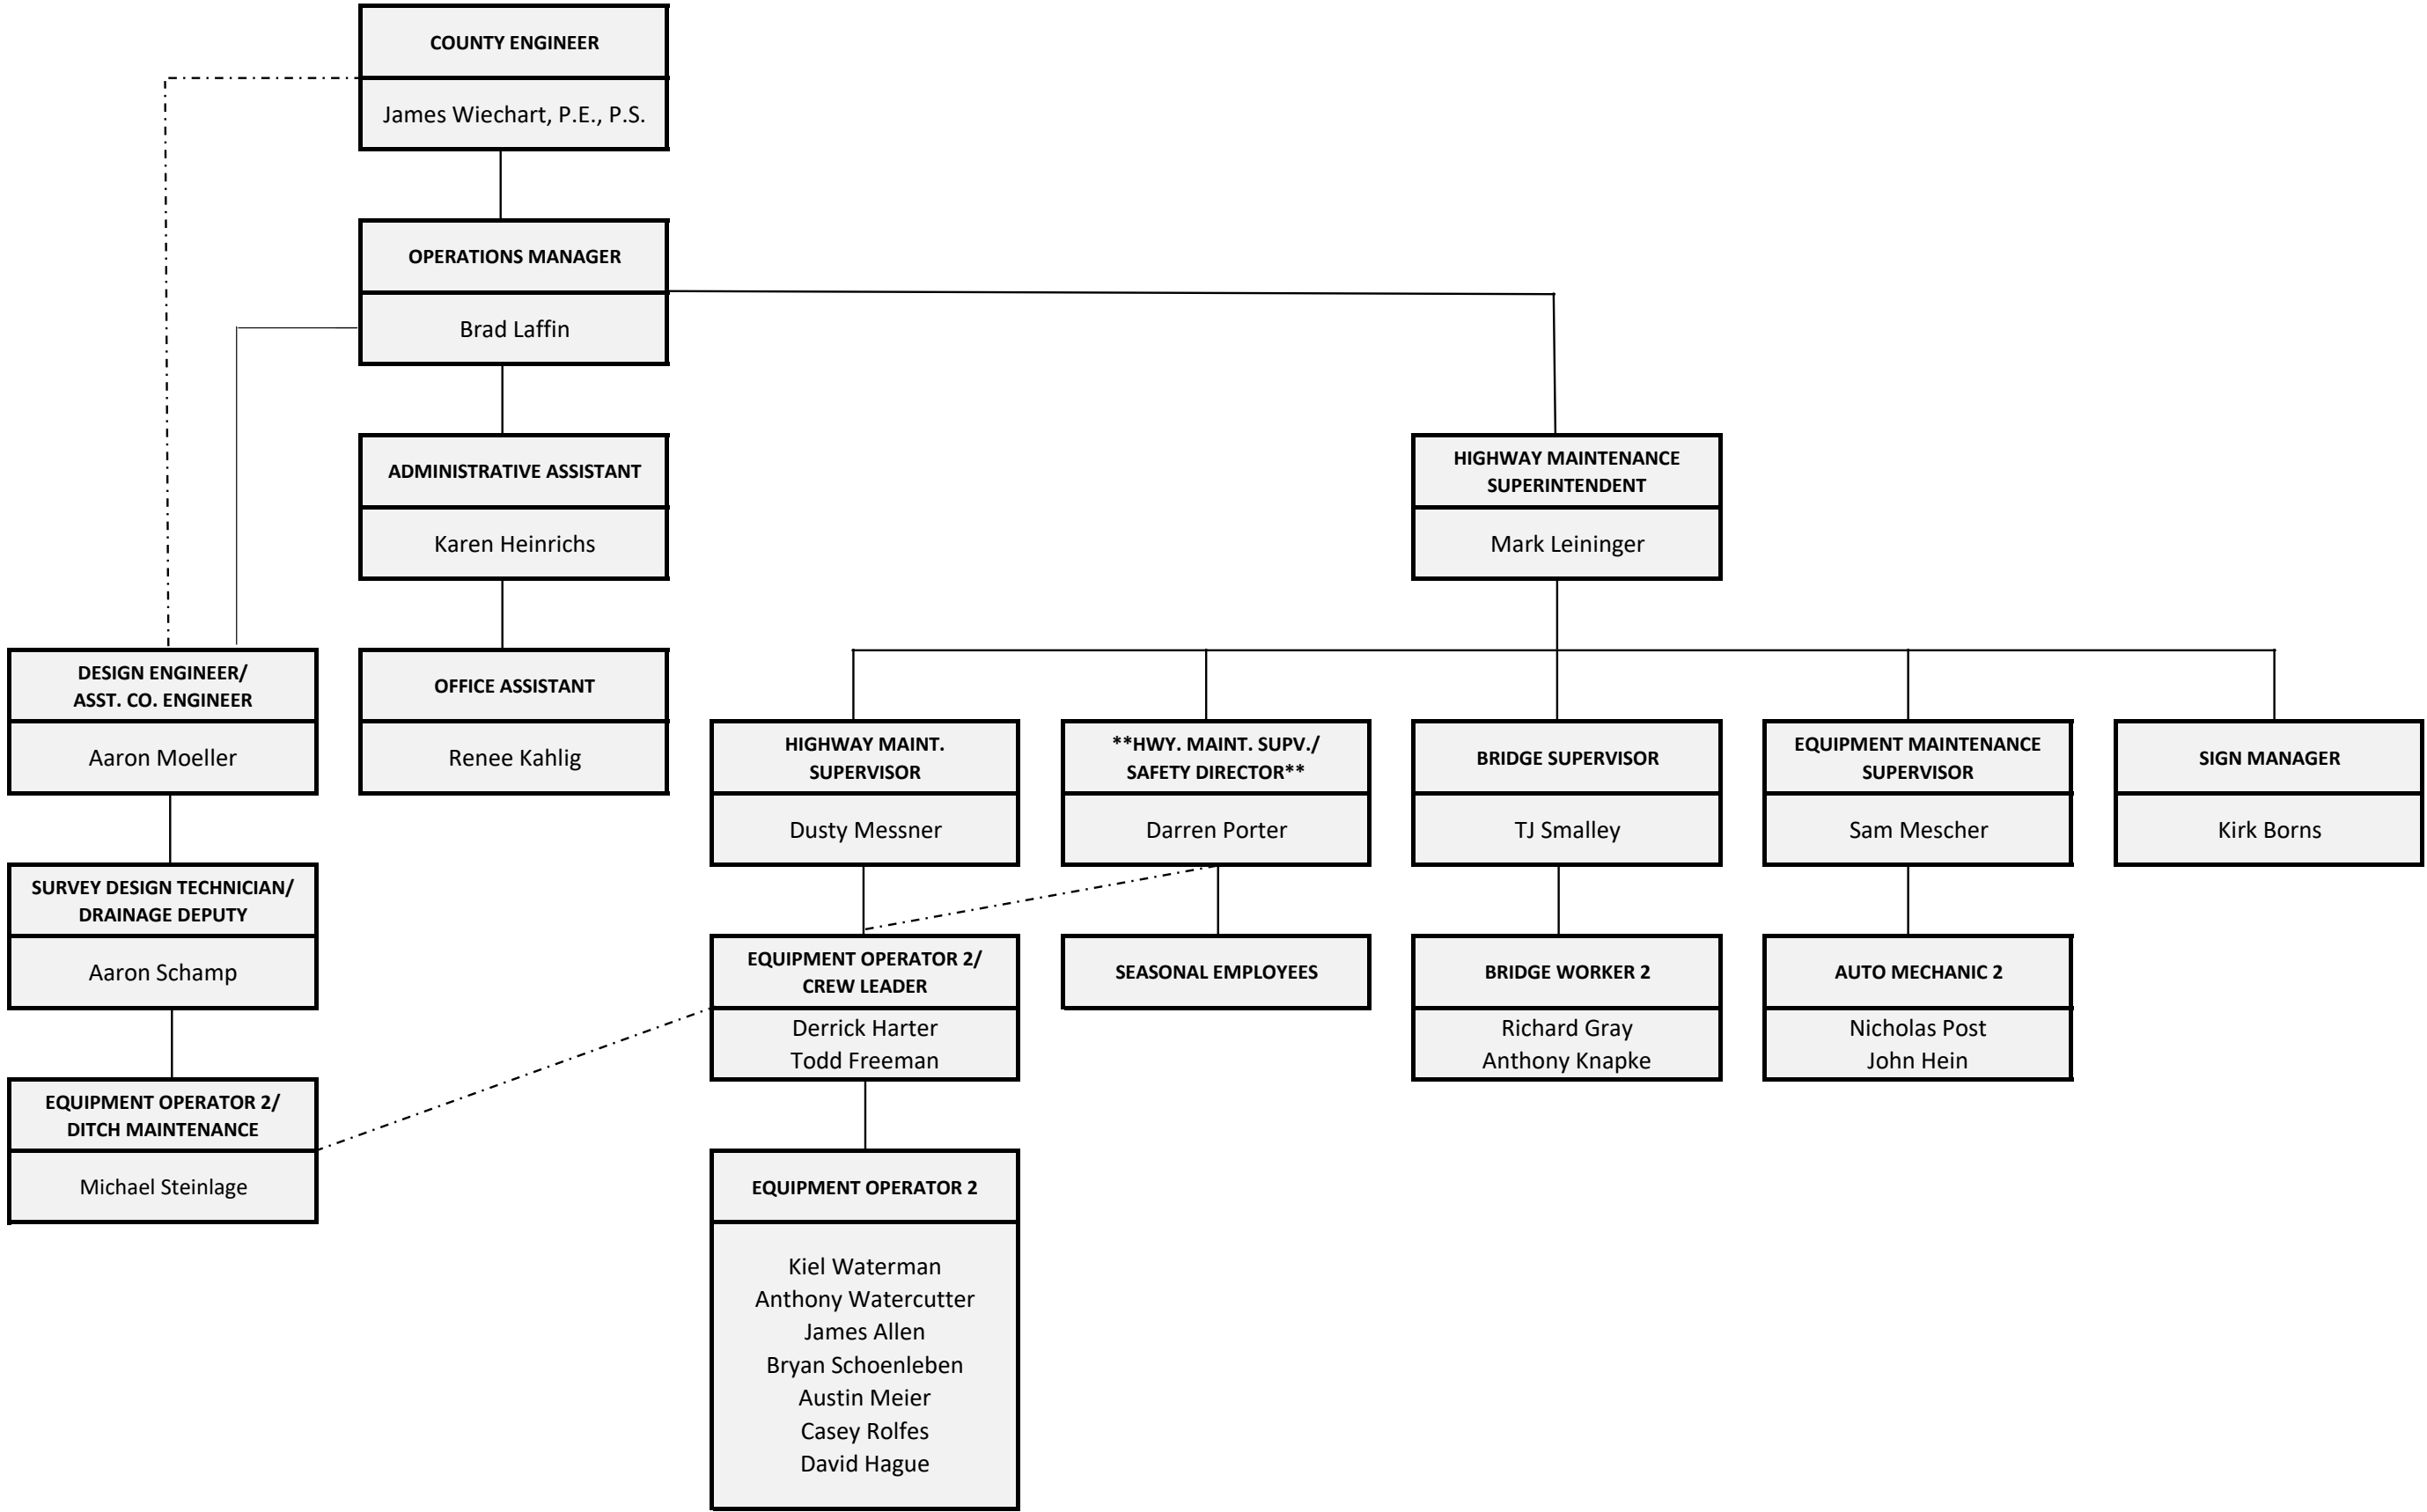 COUNTY ENGINEER
James Wiechart, P.E., P.S.
OPERATIONS MANAGER
Brad Laffin
ADMINISTRATIVE ASSISTANT
Karen Heinrichs
HIGHWAY MAINTENANCE
SUPERINTENDENT
Mark Leininger
DESIGN ENGINEER/
ASST. CO. ENGINEER
Aaron Moeller
OFFICE ASSISTANT
Renee Kahlig
HIGHWAY MAINT.
SUPERVISOR
Dusty Messner
**HWY. MAINT. SUPV./
SAFETY DIRECTOR**
Darren Porter
BRIDGE SUPERVISOR
TJ Smalley
EQUIPMENT MAINTENANCE
SUPERVISOR
Sam Mescher
SIGN MANAGER
Kirk Borns
SURVEY DESIGN TECHNICIAN/
DRAINAGE DEPUTY
Aaron Schamp
EQUIPMENT OPERATOR 2/
CREW LEADER
Derrick Harter
Todd Freeman
SEASONAL EMPLOYEES
BRIDGE WORKER 2
Richard Gray
Anthony Knapke
AUTO MECHANIC 2
Nicholas Post
John Hein
EQUIPMENT OPERATOR 2/
DITCH MAINTENANCE
Michael Steinlage
EQUIPMENT OPERATOR 2
Kiel Waterman
Anthony Watercutter
James Allen
Bryan Schoenleben
Austin Meier
Casey Rolfes
David Hague